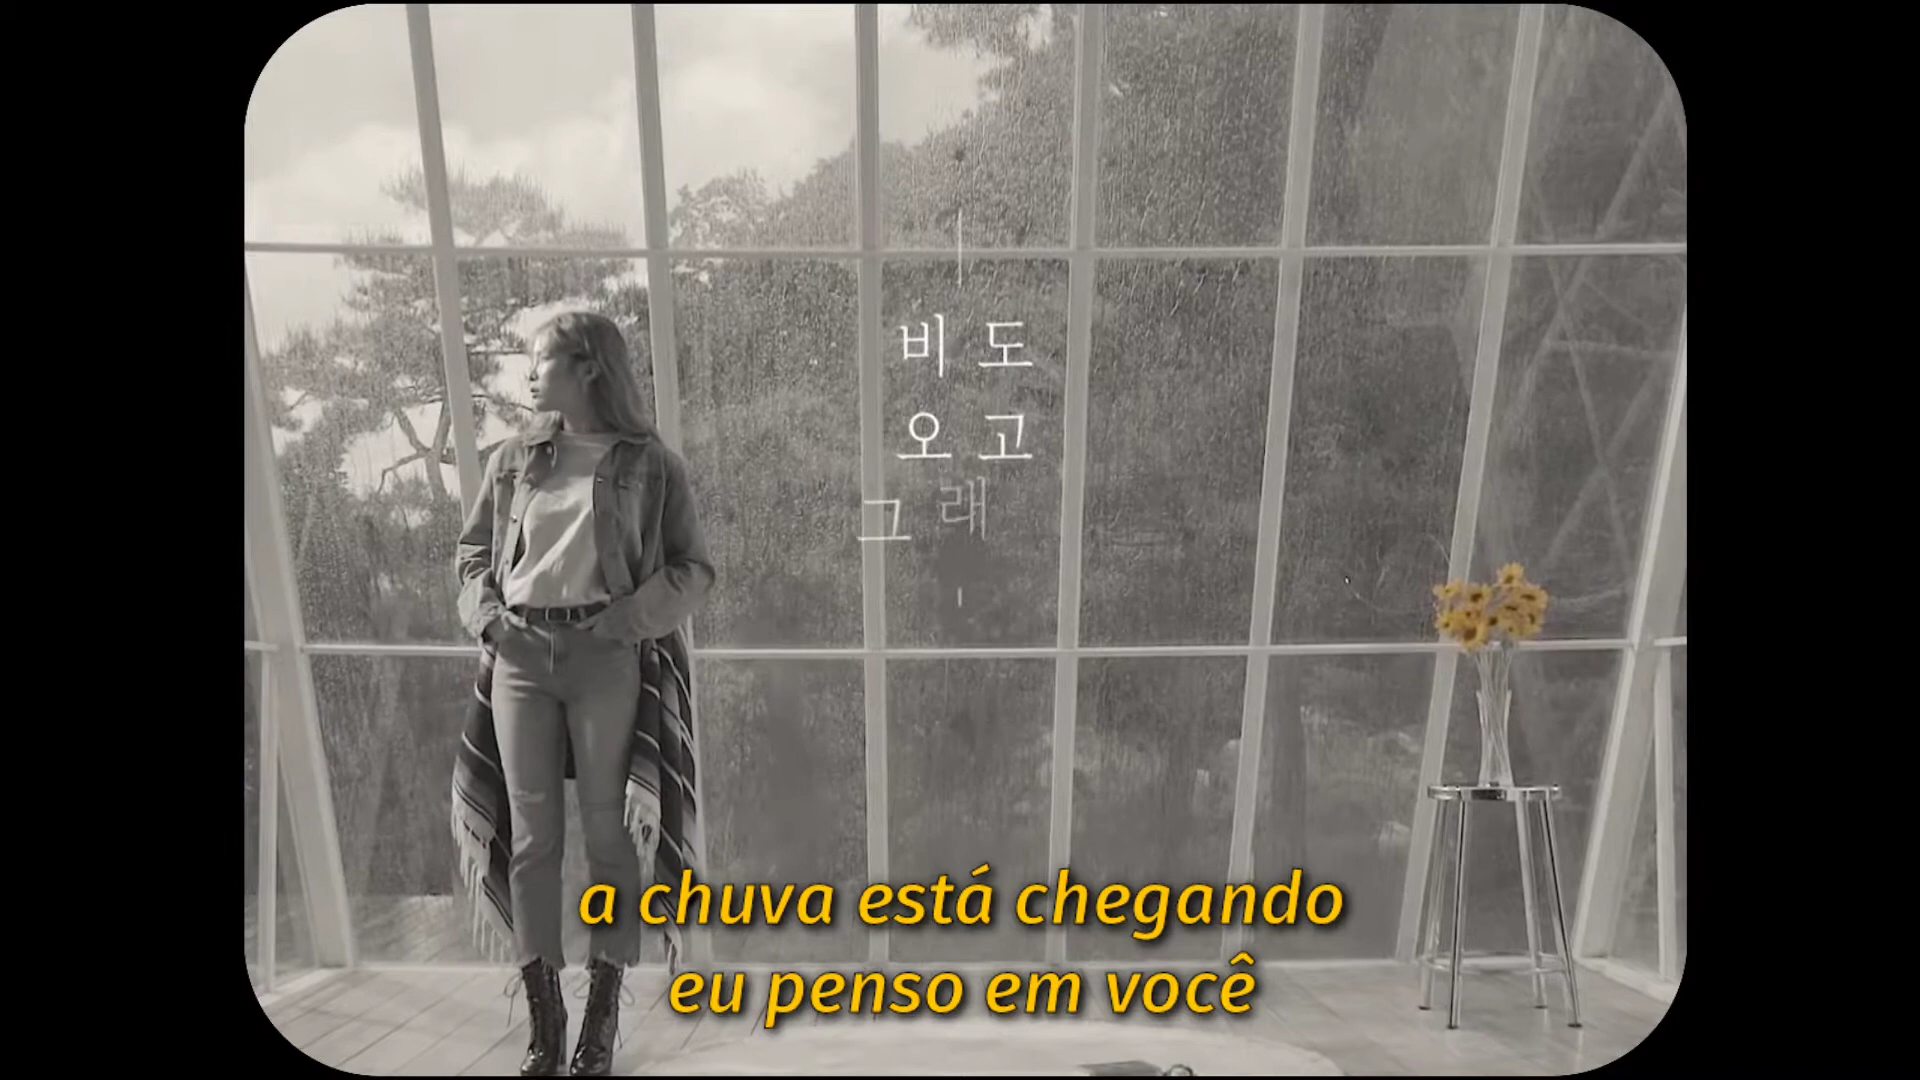 비 도
오 고
그 래
a chuva está chegando
eu penso em você